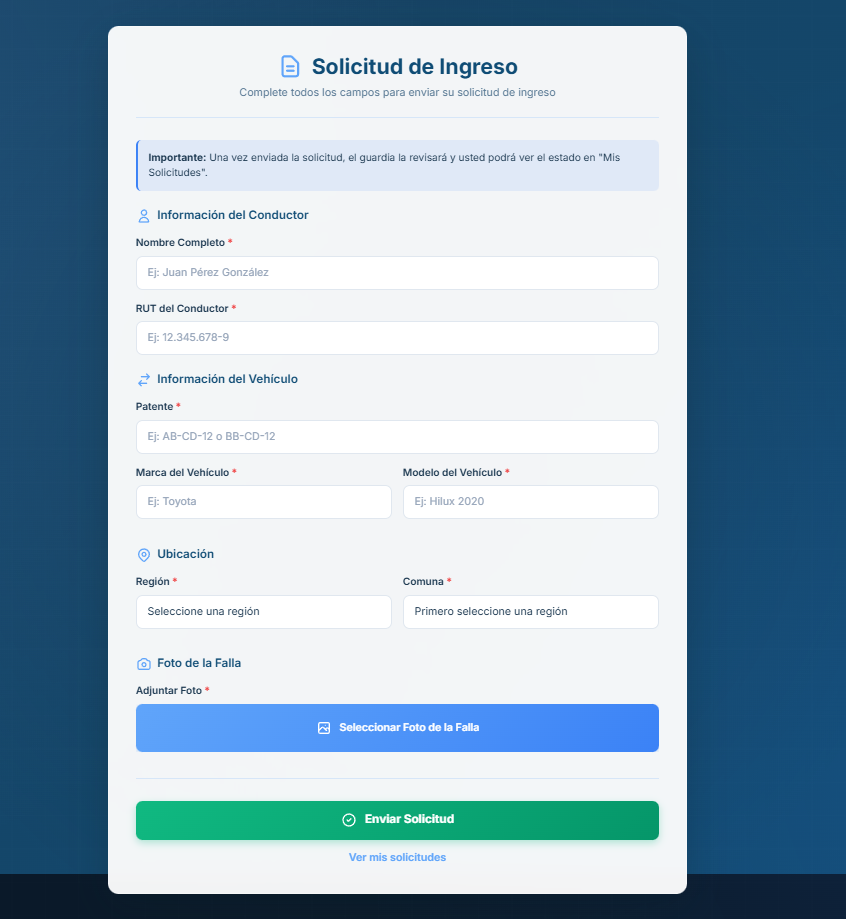 Solicitud de Ingreso
Complete todos los campos para enviar su solicitud de ingreso
Importante: Una vez enviada la solicitud, el guardia la revisará y usted podrá ver el estado en "Mis
Solicitudes".
Información del Conductor
Nombre Completo *
Ej: Juan Pérez González
RUT del Conductor *
Ej: 12.345.678-9
Información del Vehículo
Patente *
Ej: AB-CD-12 o BB-CD-12
Marca del Vehículo *
Modelo del Vehículo *
Ej: Toyota
Ej: Hilux 2020
Ubicación
Región *
Comuna *
Seleccione una región
Primero seleccione una región
Foto de la Falla
Adjuntar Foto *
Seleccionar Foto de la Falla
Enviar Solicitud
Ver mis solicitudes